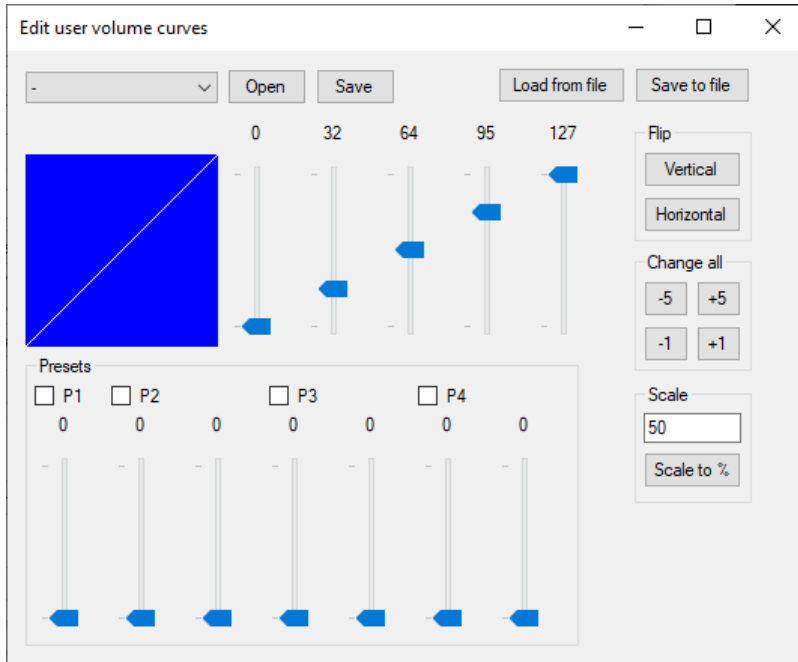 Edit user volume curves
-
Open
Save
Load from file
Save to file
0 32 64 95 127
Flip
Vertical
Horizontal
Change all
-5 +5
-1 +1
Presets
P1 P2 P3 P4
0 0 0 0 0 0 0
Scale
50
Scale to %